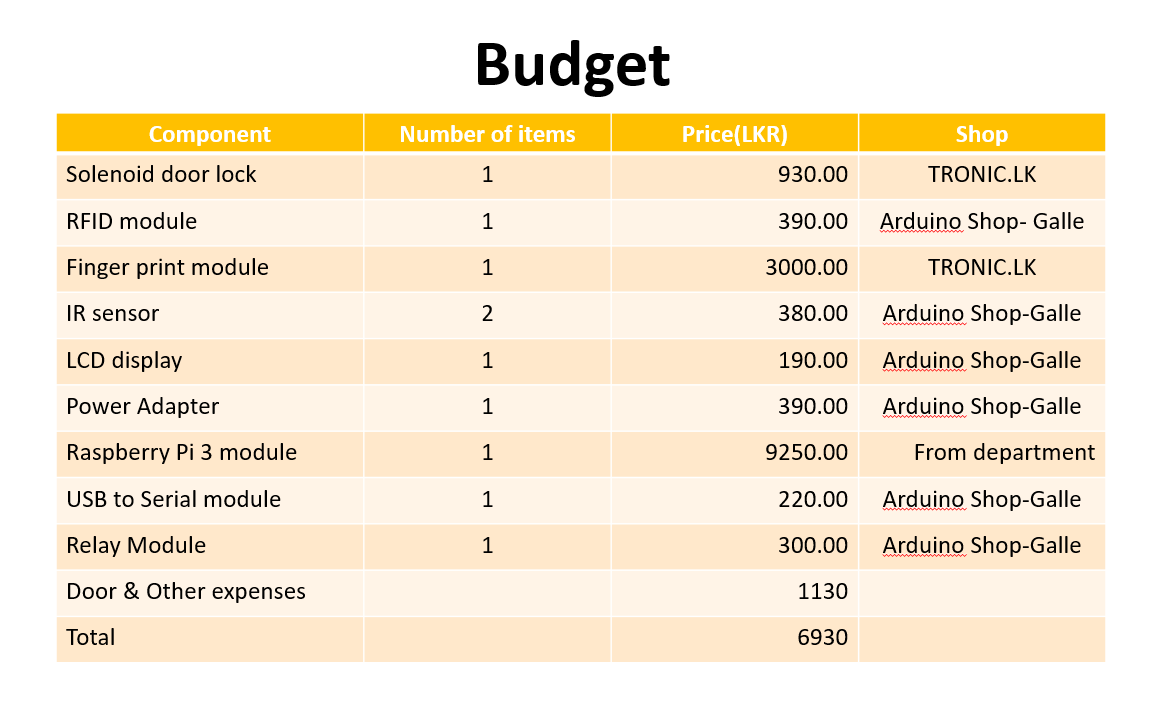 Budget
Component Number of items Price(LKR) Shop
Solenoid door lock 1 930.00 TRONIC.LK
RFID module 1 390.00 Arduino Shop- Galle
Finger print module 1 3000.00 TRONIC.LK
IR sensor 2 380.00 Arduino Shop-Galle
LCD display 1 190.00 Arduino Shop-Galle
Power Adapter 1 390.00 Arduino Shop-Galle
Raspberry Pi 3 module 1 9250.00 From department
USB to Serial module 1 220.00 Arduino Shop-Galle
Relay Module 1 300.00 Arduino Shop-Galle
Door & Other expenses 1130
Total 6930